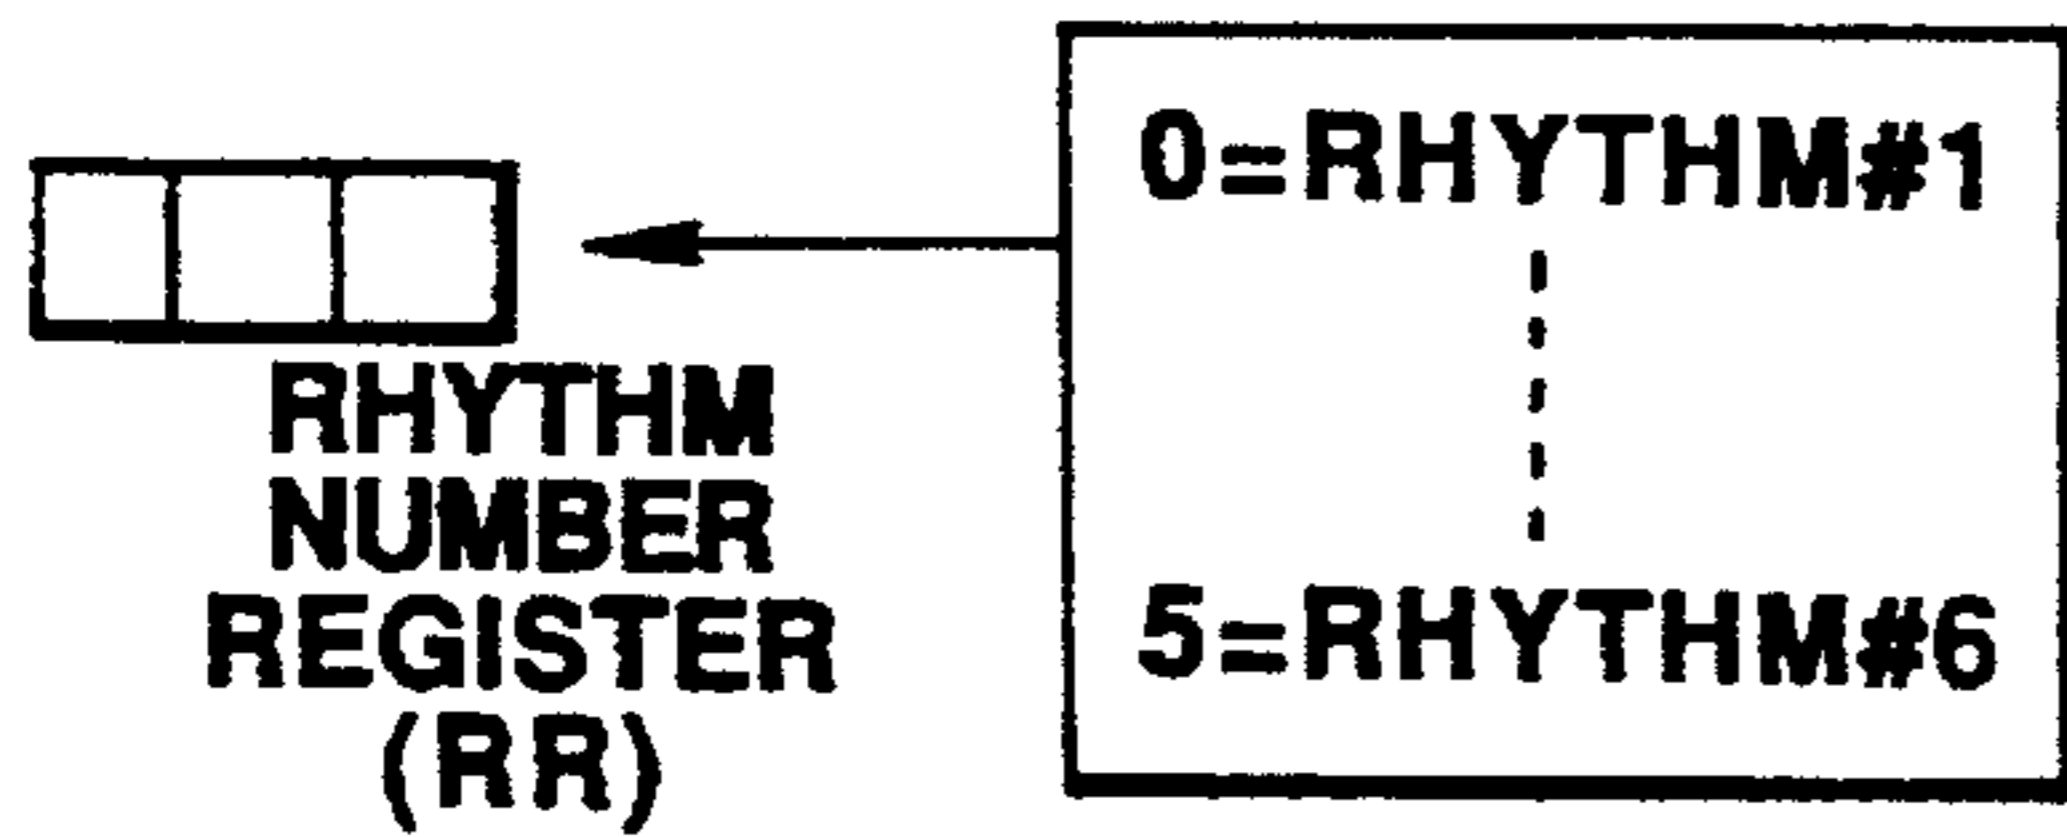 RHYTHM
NUMBER
REGISTER
(RR)
0=RHYTHM#1
5=RHYTHM#6